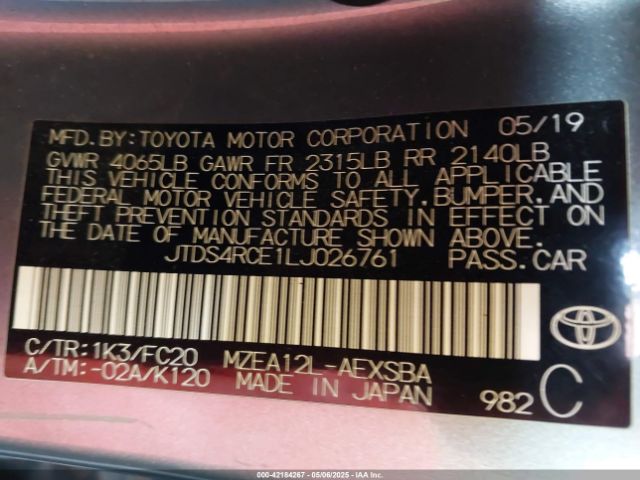 MFD.BY:TOYOTA MOTOR CORPORATION 05/19
GVWR 4065LB GAWR FR 2315LB RR 2140LB
THIS VEHICLE CONFORMS TO ALL APPLICABLE
FEDERAL MOTOR VEHICLE SAFETY,BUMPER,AND
THEFT PREVENTION STANDARDS IN EFFECT ON
THE DATE OF MANUFACTURE SHOWN ABOVE.
JTDS4RCE1LJ026761 PASS.CAR
C/TR:1K3/FC20 MZEA12L-AEXSBA
A/TM:-02A/K120 MADE IN JAPAN
982 C
000-42184267 - 05/06/2025 - IAAI.COM